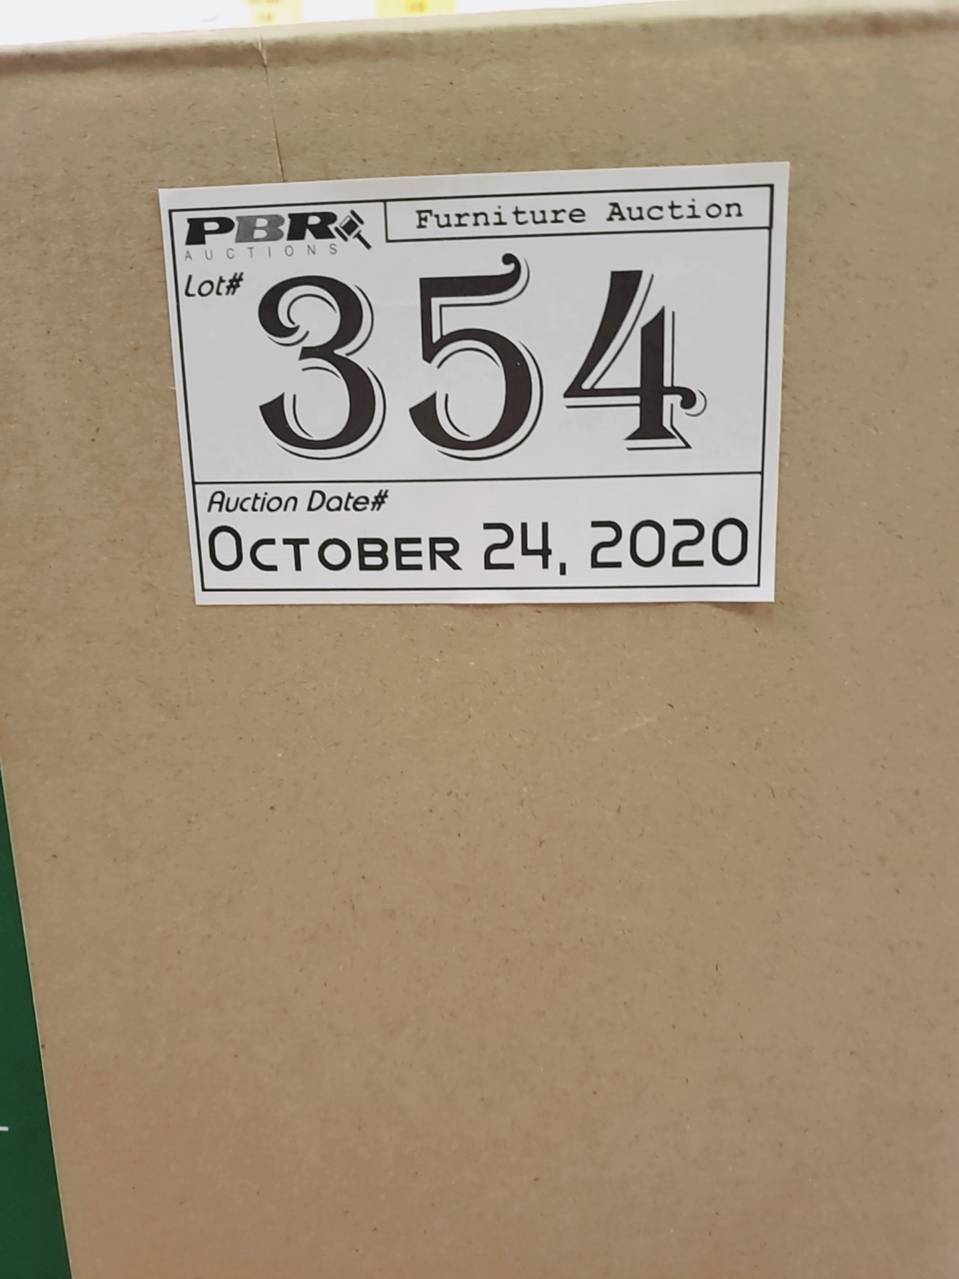 PBR
AUCTIONS
Furniture Auction
Lot#
354
Auction Date#
OCTOBER 24, 2020